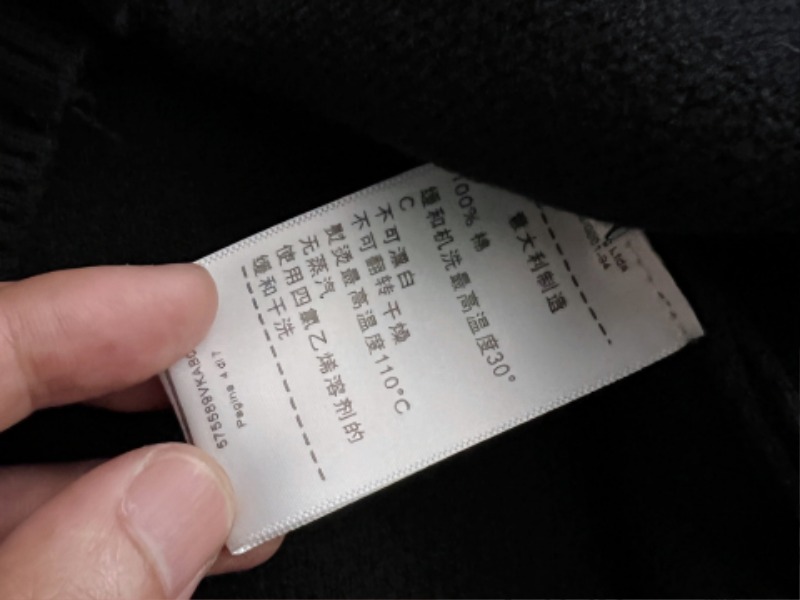 意大利制造
100% 棉
缓和机洗最高温度30°
C
不可漂白
不可翻转干燥
熨烫最高温度110°C
无蒸汽
使用四氯乙烯溶剂的
缓和干洗
Pagina 4 di 7